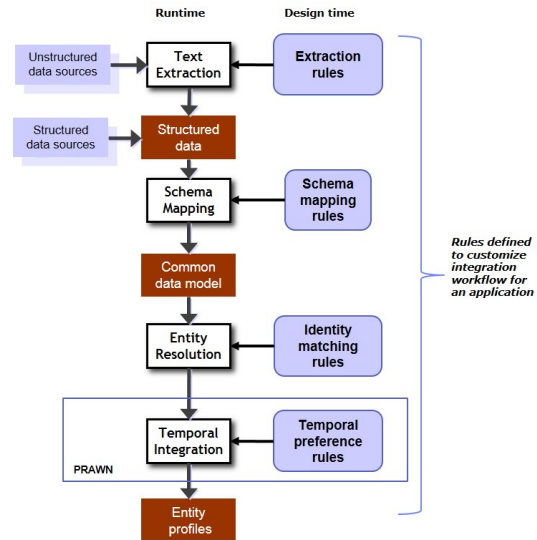 Runtime
Design time
Unstructured
data sources
Text
Extraction
Extraction
rules
Structured
data sources
Structured
data
Schema
Mapping
Schema
mapping
rules
Rules defined
to customize
integration
workflow for
an application
Common
data model
Entity
Resolution
Identity
matching
rules
Temporal
Integration
Temporal
preference
rules
PRAWN
Entity
profiles